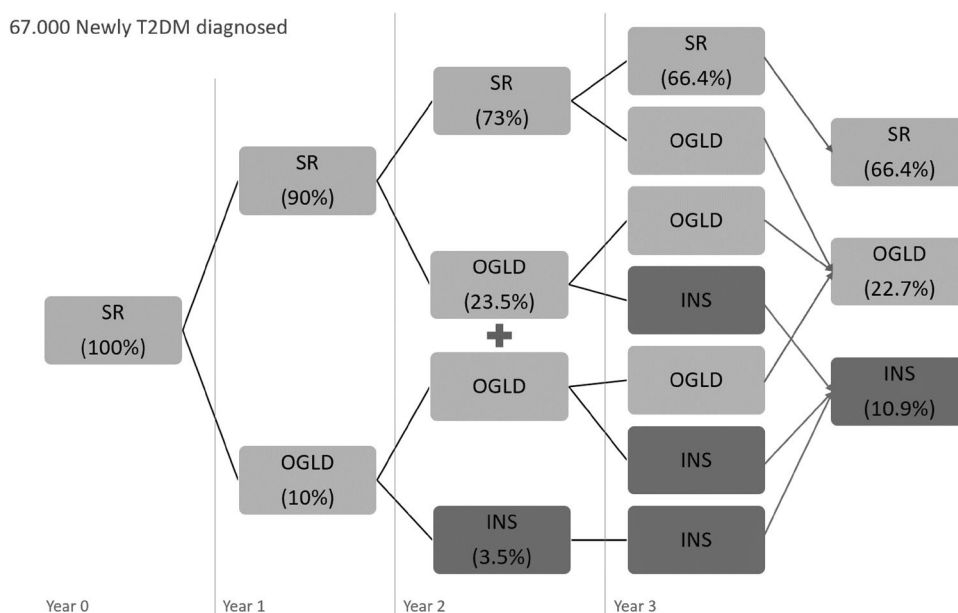 67.000 Newly T2DM diagnosed
SR
(100%)
SR
(90%)
OGLD
(10%)
SR
(73%)
OGLD
(23.5%)
+
OGLD
INS
(3.5%)
SR
(66.4%)
OGLD
OGLD
INS
OGLD
INS
INS
SR
(66.4%)
OGLD
(22.7%)
INS
(10.9%)
Year 0
Year 1
Year 2
Year 3